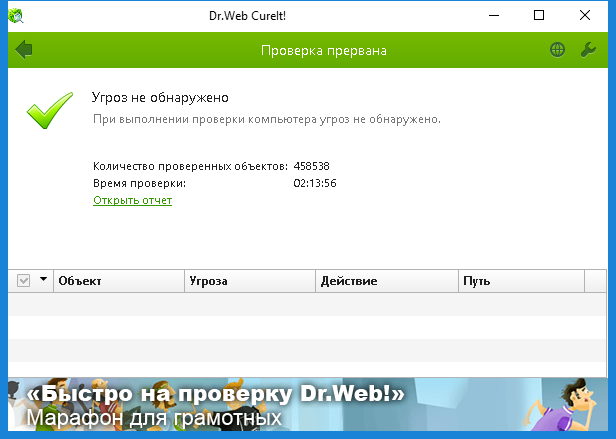 Dr.Web CureIt!
Проверка прервана
Угроз не обнаружено
При выполнении проверки компьютера угроз не обнаружено.
Количество проверенных объектов: 458538
Время проверки: 02:13:56
Открыть отчет
Объект Угроза Действие Путь
«Быстро на проверку Dr.Web!»
Марафон для грамотных